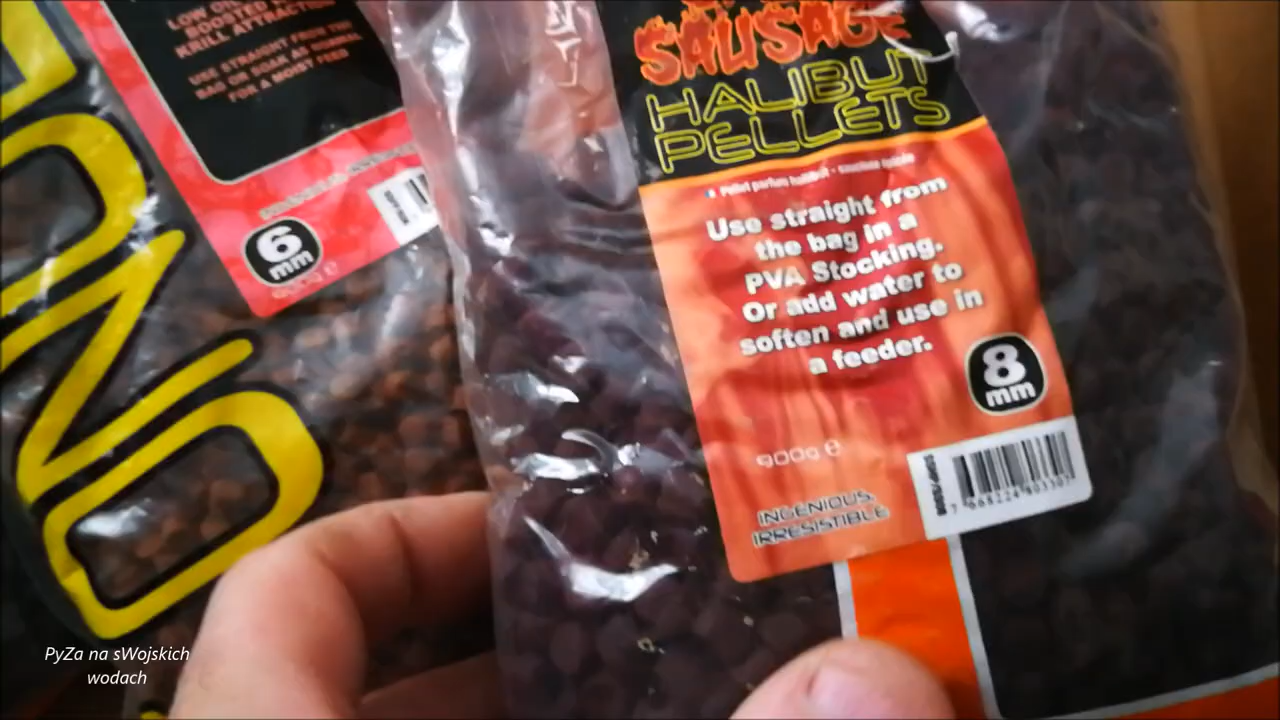 BOOSTED
KRILL ATTRACT
USE STRAIGHT FROM THE
BAG OR SOAK AS NORMAL
FOR A MOIST FEED
6
mm
SAUSAGE
HALIBUT
PELLETS
Use straight from
the bag in a
PVA Stocking.
Or add water to
soften and use in
a feeder.
8
mm
900g e
INGENIOUS.
IRRESISTIBLE
PyZa na sWojskich
wodach